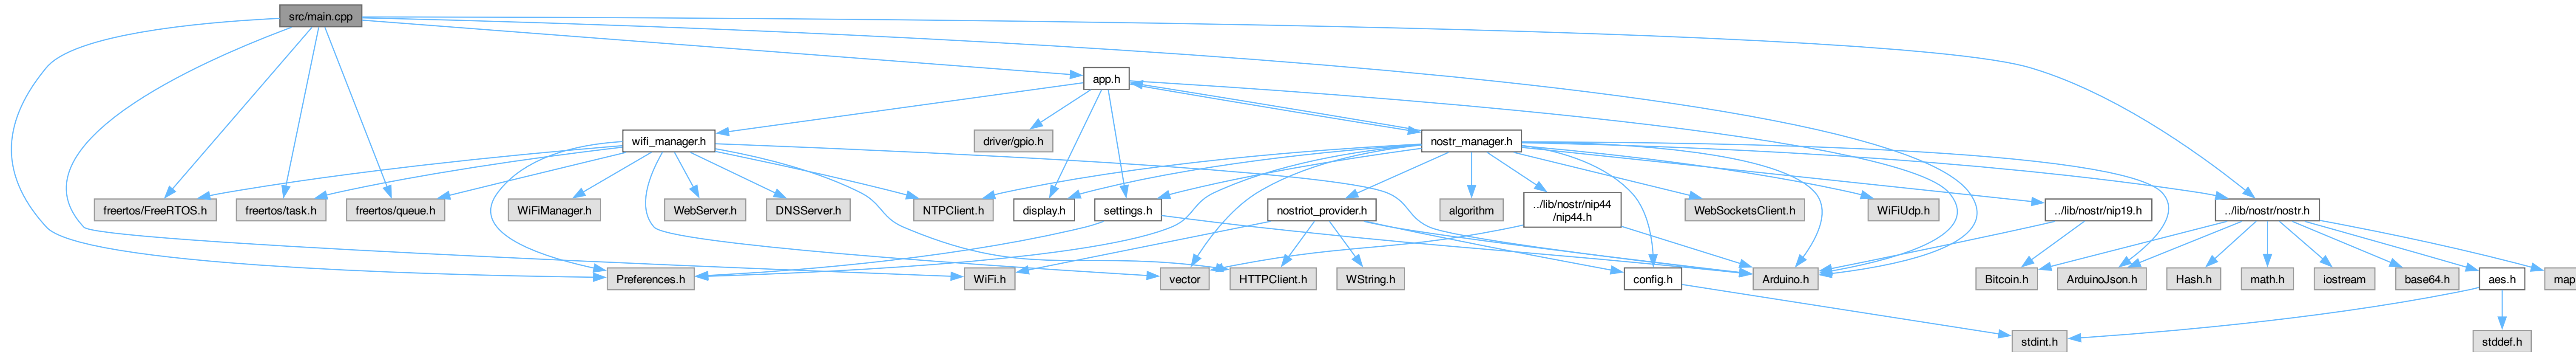 src/main.cpp
app.h
wifi_manager.h
driver/gpio.h
nostr_manager.h
freertos/FreeRTOS.h
freertos/task.h
freertos/queue.h
WiFiManager.h
WebServer.h
DNSServer.h
NTPClient.h
display.h
settings.h
nostriot_provider.h
algorithm
../lib/nostr/nip44
/nip44.h
WebSocketsClient.h
WiFiUdp.h
../lib/nostr/nip19.h
../lib/nostr/nostr.h
Preferences.h
WiFi.h
vector
HTTPClient.h
WString.h
config.h
Arduino.h
Bitcoin.h
ArduinoJson.h
Hash.h
math.h
iostream
base64.h
aes.h
map
stdint.h
stddef.h